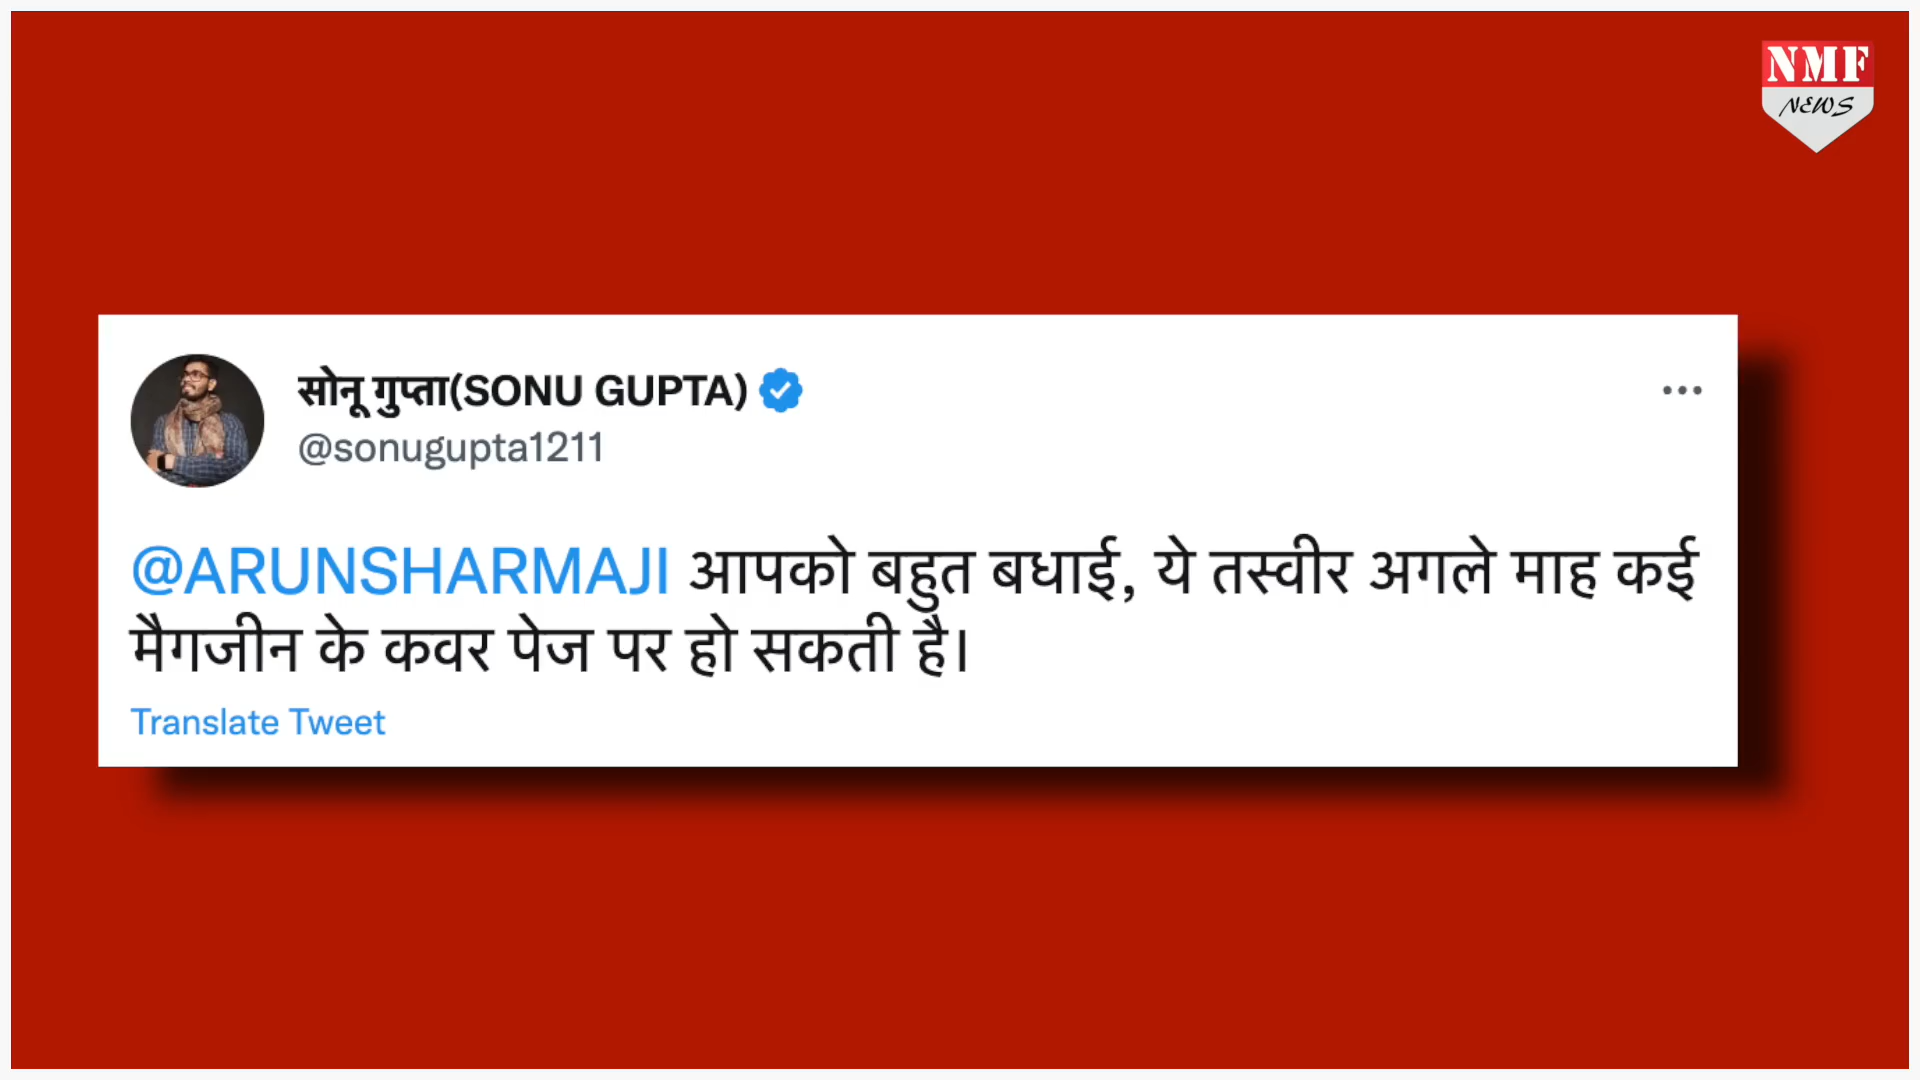 NMF
NEWS
सोनू गुप्ता(SONU GUPTA)
@sonugupta1211
@ARUNSHARMAJI आपको बहुत बधाई, ये तस्वीर अगले माह कई
मैगजीन के कवर पेज पर हो सकती है।
Translate Tweet